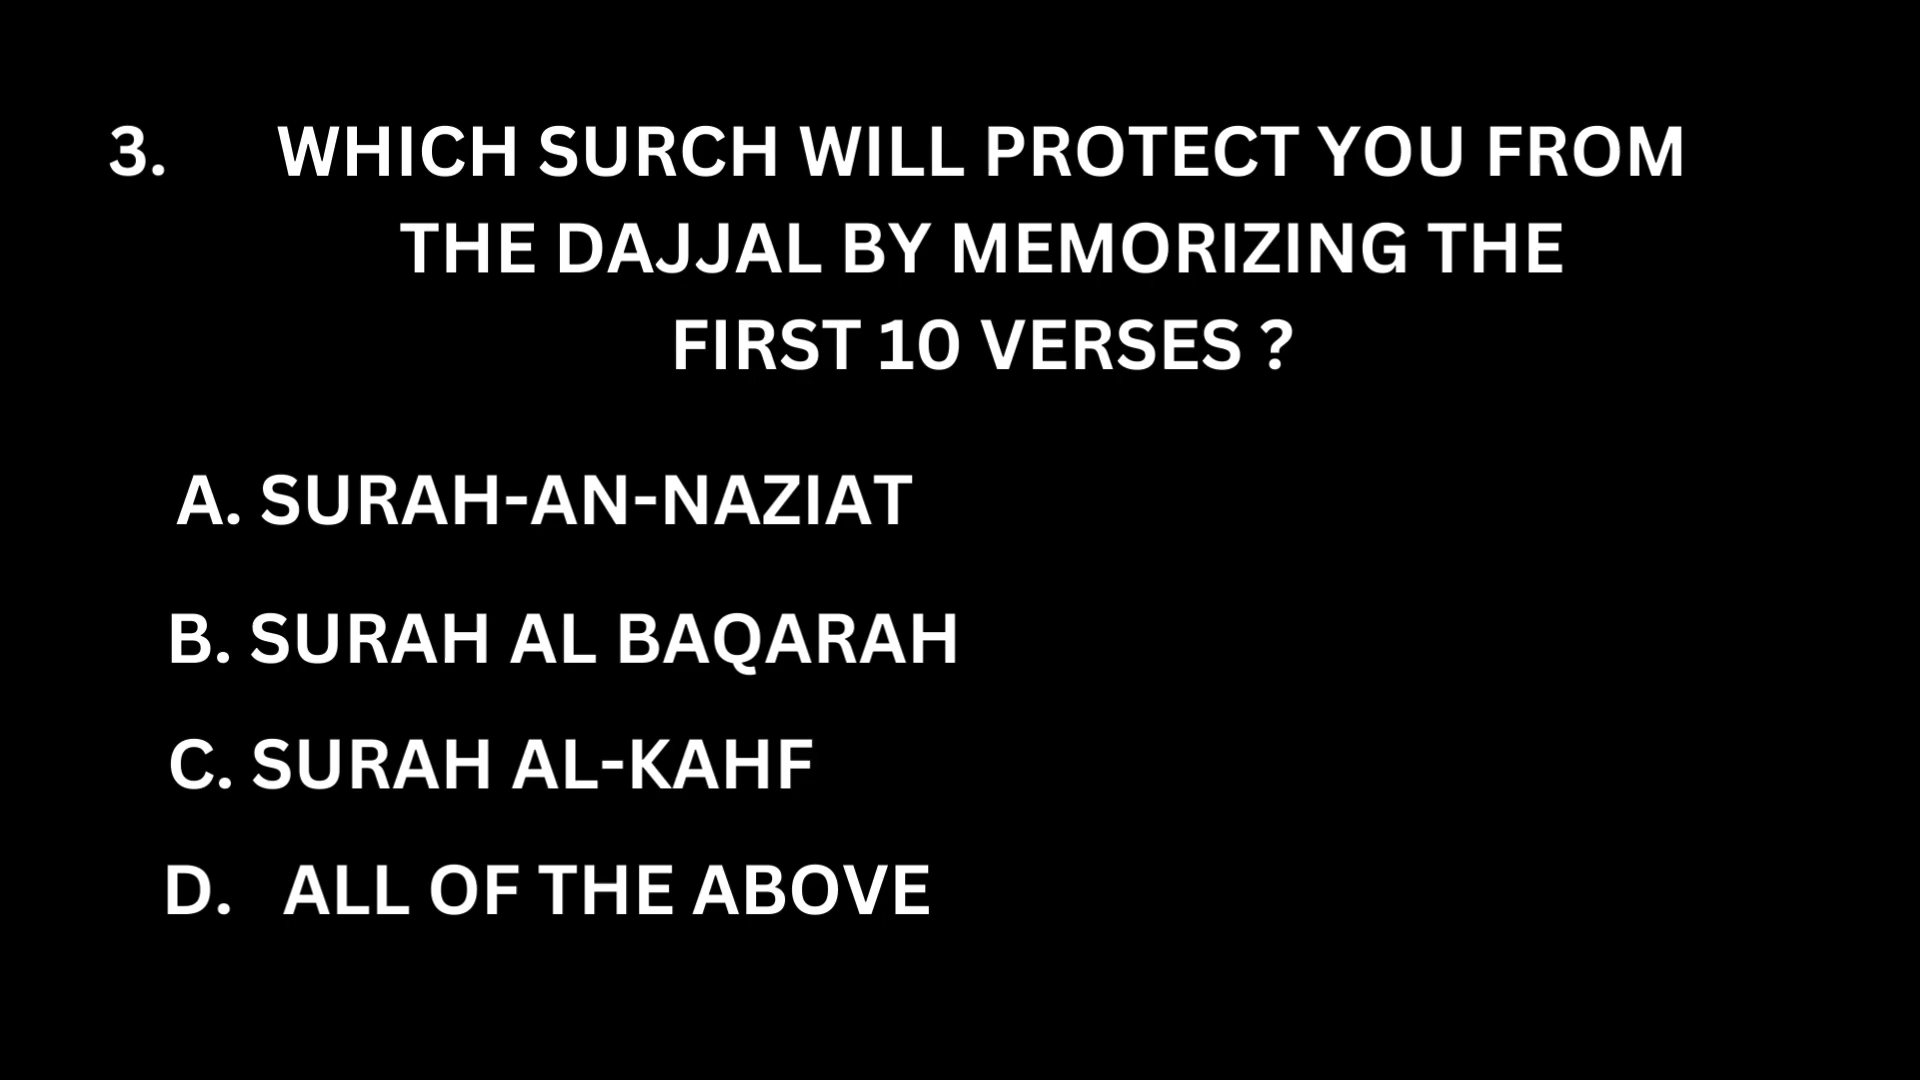 3. WHICH SURCH WILL PROTECT YOU FROM
THE DAJJAL BY MEMORIZING THE
FIRST 10 VERSES ?
A. SURAH-AN-NAZIAT
B. SURAH AL BAQARAH
C. SURAH AL-KAHF
D. ALL OF THE ABOVE